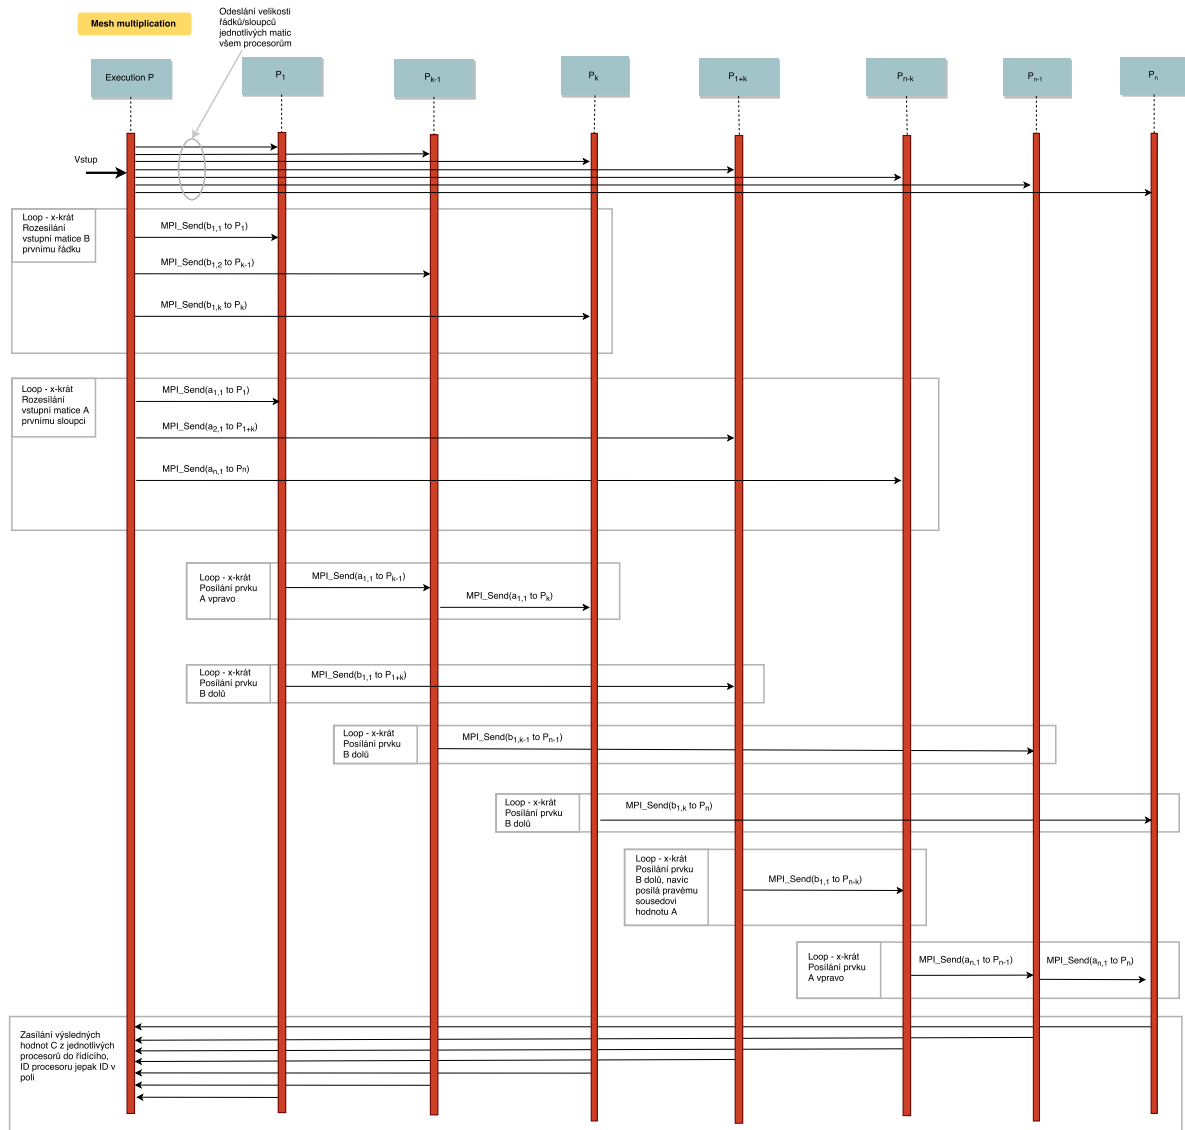 Mesh multiplication
Odeslání velikosti
řádků/sloupců
jednotlivých matic
všem procesorům
Execution P
P1
Pk-1
Pk
P1+k
Pn-k
Pn-1
Pn
Vstup
Loop - x-krát
Rozesílání
vstupní matice B
prvnímu řádku
MPI_Send(b1,1 to P1)
MPI_Send(b1,2 to Pk-1)
MPI_Send(b1,k to Pk)
Loop - x-krát
Rozesílání
vstupní matice A
prvnímu sloupci
MPI_Send(a1,1 to P1)
MPI_Send(a2,1 to P1+k)
MPI_Send(an,1 to Pn)
Loop - x-krát
Posílání prvku
A vpravo
MPI_Send(a1,1 to Pk-1)
MPI_Send(a1,1 to Pk)
Loop - x-krát
Posílání prvku
B dolů
MPI_Send(b1,1 to P1+k)
Loop - x-krát
Posílání prvku
B dolů
MPI_Send(b1,k-1 to Pn-1)
Loop - x-krát
Posílání prvku
B dolů
MPI_Send(b1,k to Pn)
Loop - x-krát
Posílání prvku
B dolů, navíc
posílá pravému
sousedovi
hodnotu A
MPI_Send(b1,1 to Pn-k)
Loop - x-krát
Posílání prvku
A vpravo
MPI_Send(an,1 to Pn-1)
MPI_Send(an,1 to Pn)
Zasílání výsledných
hodnot C z jednotlivých
procesorů do řídícího,
ID procesoru jepak ID v
poli